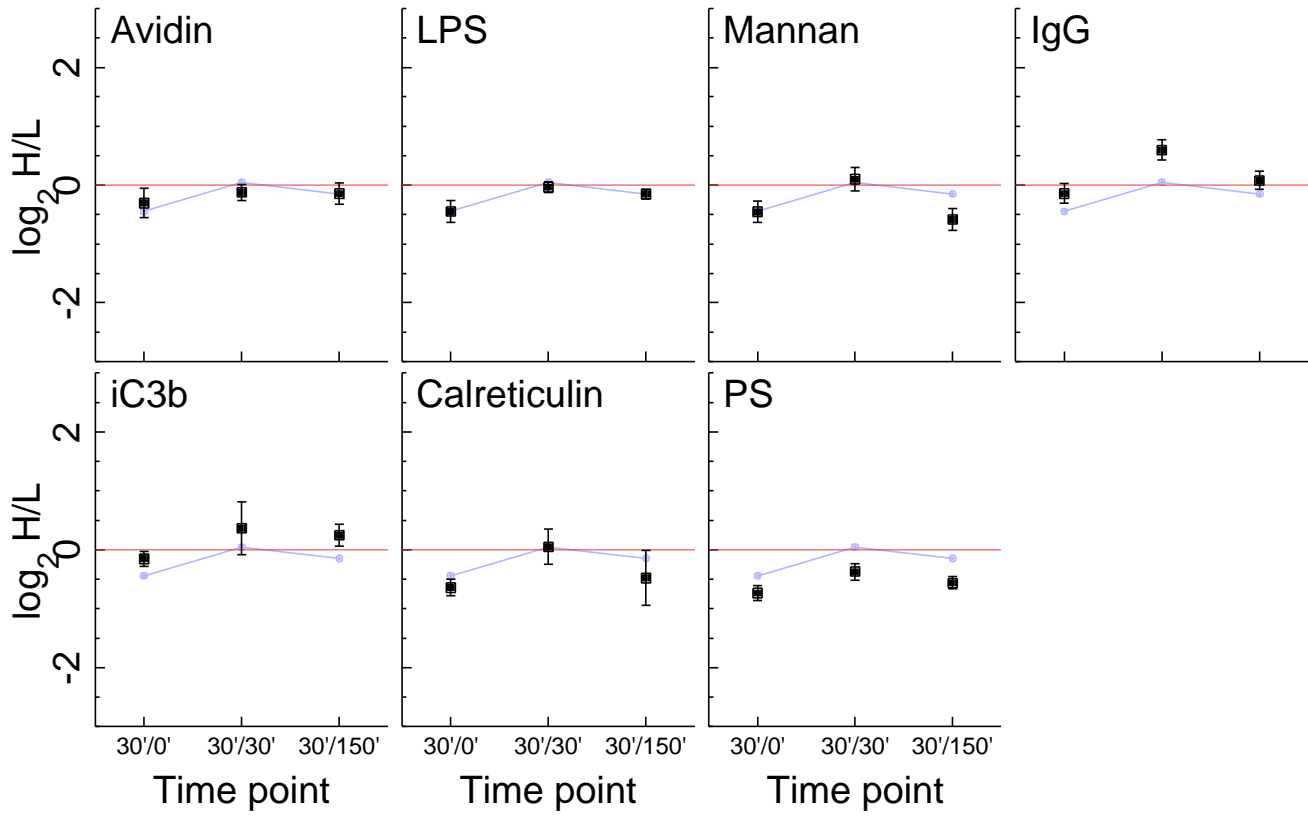 Avidin LPS Mannan IgG
2
0
-2
log2 H/L
iC3b Calreticulin PS
2
0
-2
log2 H/L
30'/0' 30'/30' 30'/150' 30'/0' 30'/30' 30'/150' 30'/0' 30'/30' 30'/150'
Time point Time point Time point